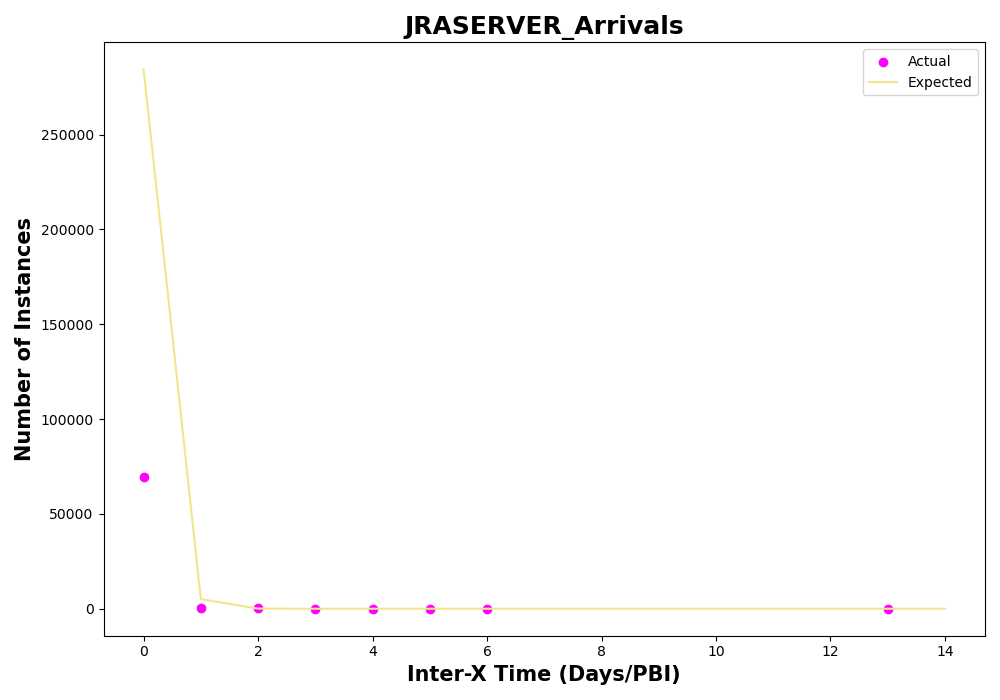 JRASERVER_Arrivals
Actual
Expected
Number of Instances
250000
200000
150000
100000
50000
0
0 2 4 6 8 10 12 14
Inter-X Time (Days/PBI)